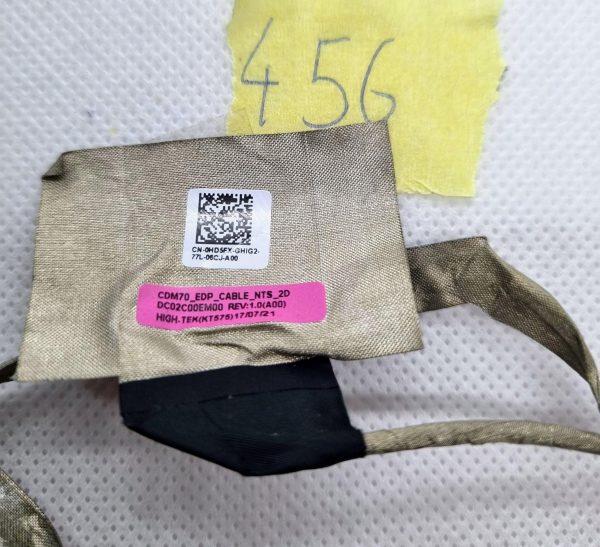 456
CN-0HD5FX-GHIG2-
77L-06CJ-A00
CDM70_EDP_CABLE_NTS_2D
DC02C00EM00 REV:1.0(A00)
HIGH-TEK(KT575)17/07/21